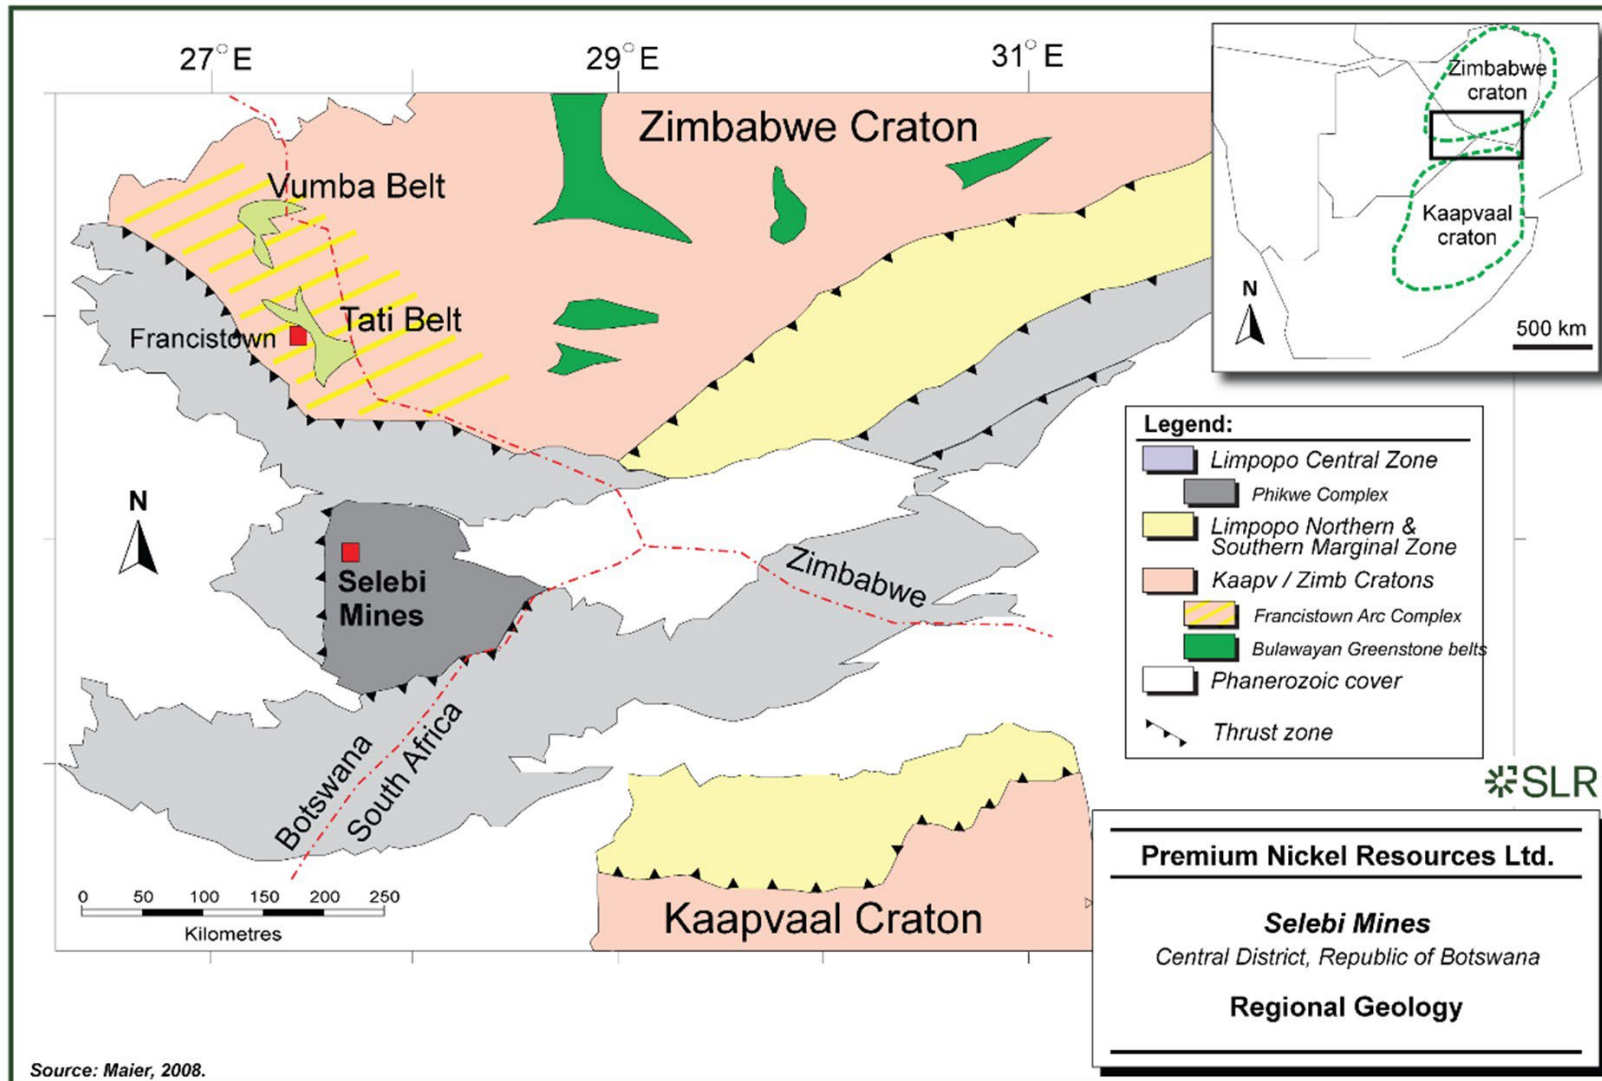 27°E
29°E
31°E
Zimbabwe Craton
Vumba Belt
Tati Belt
Francistown
N
Selebi
Mines
Zimbabwe
Botswana
South Africa
0 50 100 150 200 250
Kilometres
Kaapvaal Craton
Zimbabwe
craton
Kaapvaal
craton
N
500 km
Legend:
Limpopo Central Zone
Phikwe Complex
Limpopo Northern &
Southern Marginal Zone
Kaapv / Zimb Cratons
Francistown Arc Complex
Bulawayan Greenstone belts
Phanerozoic cover
Thrust zone
SLR
Premium Nickel Resources Ltd.
Selebi Mines
Central District, Republic of Botswana
Regional Geology
Source: Maier, 2008.